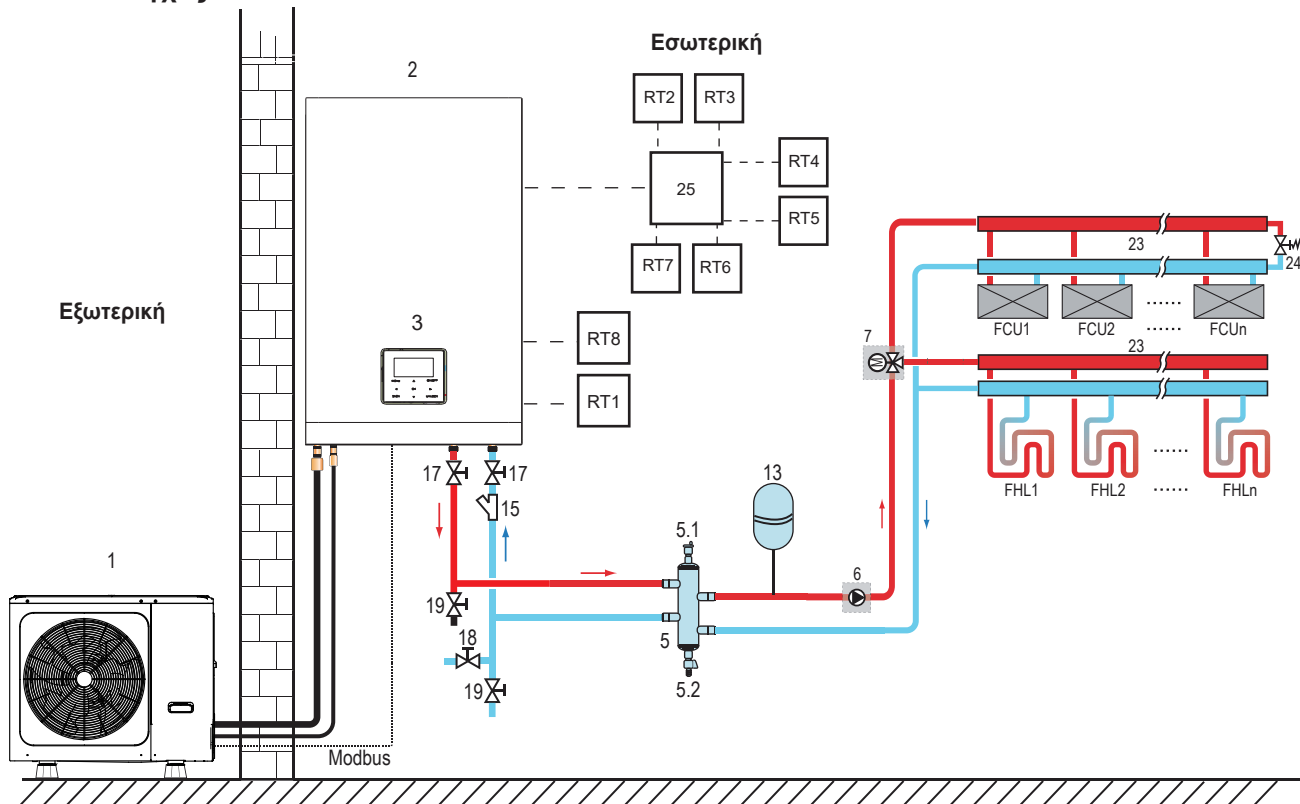 Εσωτερική
2
RT2
RT3
RT4
25
RT5
RT7
RT6
23
24
Εξωτερική
FCU1
FCU2
......
......
FCUn
3
RT8
7
23
RT1
17
17
15
13
FHL1
FHL2
......
......
FHLn
5.1
1
6
19
18
5
19
5.2
Modbus